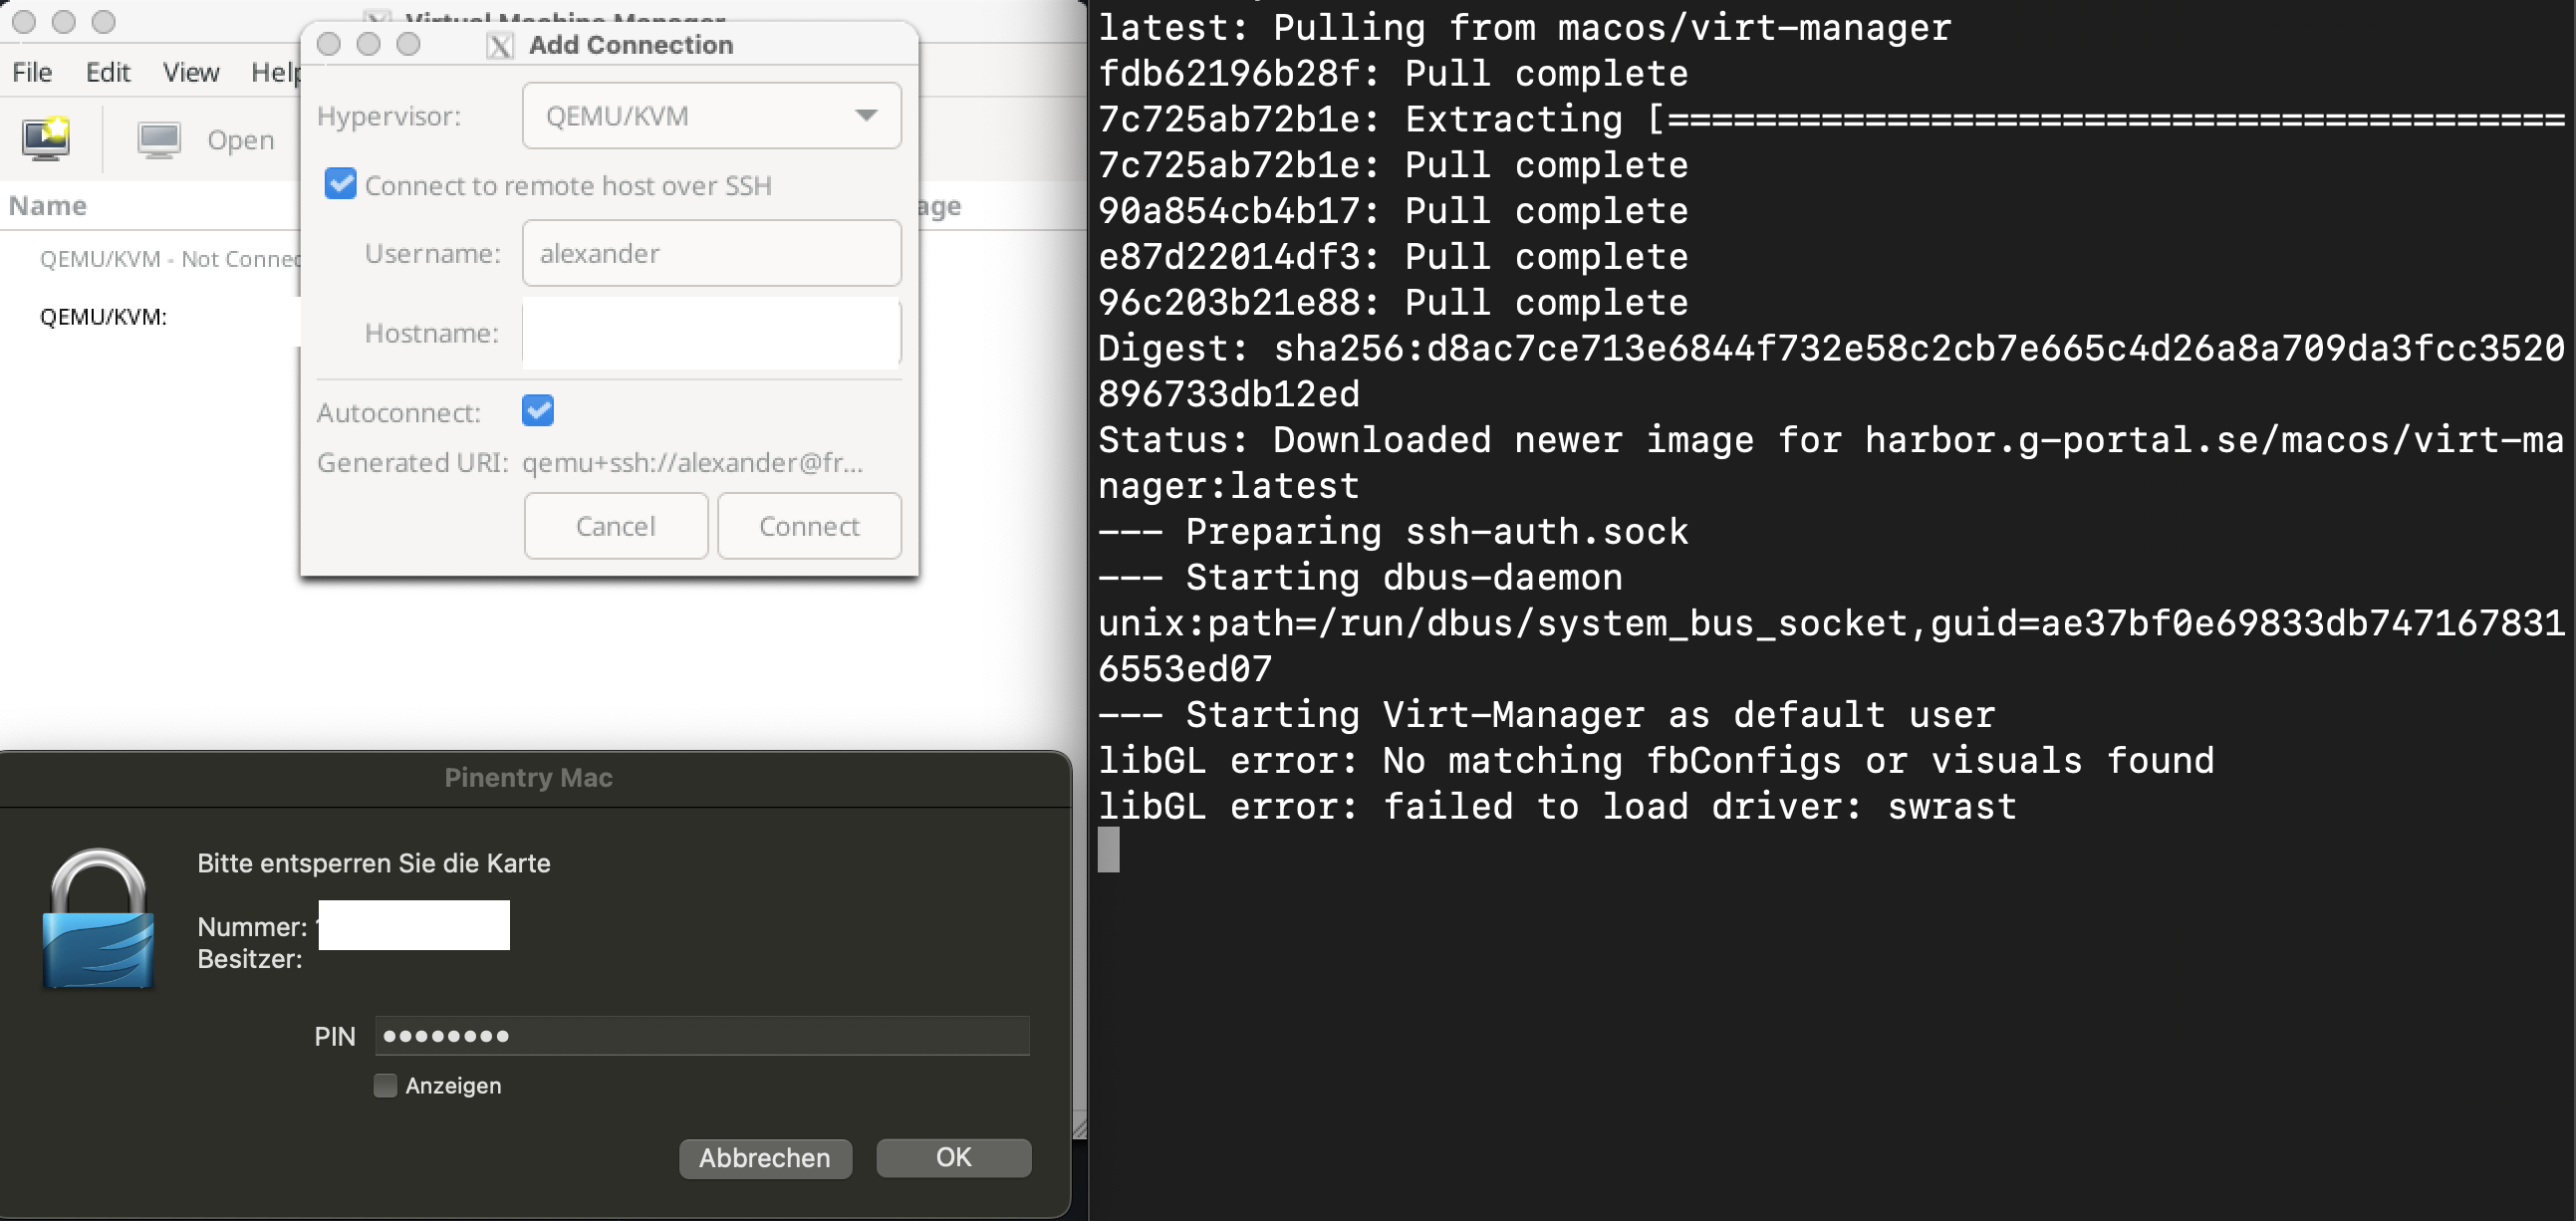 Virtual Machine Manager
Add Connection
File Edit View Help
Open
Name
QEMU/KVM - Not Connec
QEMU/KVM:
age
Hypervisor: QEMU/KVM
Connect to remote host over SSH
Username: alexander
Hostname:
Autoconnect:
Generated URI: qemu+ssh://alexander@fr...
Cancel Connect
Pinentry Mac
Bitte entsperren Sie die Karte
Nummer:
Besitzer:
PIN ●●●●●●●●
Anzeigen
Abbrechen OK
latest: Pulling from macos/virt-manager
fdb62196b28f: Pull complete
7c725ab72b1e: Extracting [=========================================
7c725ab72b1e: Pull complete
90a854cb4b17: Pull complete
e87d22014df3: Pull complete
96c203b21e88: Pull complete
Digest: sha256:d8ac7ce713e6844f732e58c2cb7e665c4d26a8a709da3fcc3520
896733db12ed
Status: Downloaded newer image for harbor.g-portal.se/macos/virt-ma
nager:latest
--- Preparing ssh-auth.sock
--- Starting dbus-daemon
unix:path=/run/dbus/system_bus_socket,guid=ae37bf0e69833db747167831
6553ed07
--- Starting Virt-Manager as default user
libGL error: No matching fbConfigs or visuals found
libGL error: failed to load driver: swrast